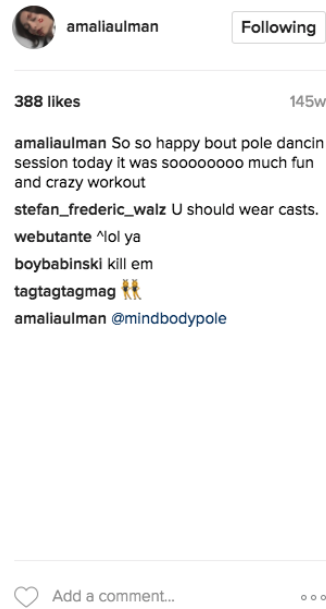 amaliaulman Following
388 likes 145w
amaliaulman So so happy bout pole dancin
session today it was soooooooo much fun
and crazy workout
stefan_frederic_walz U should wear casts.
webutante ^lol ya
boybabinski kill em
tagtagtagmag 👯
amaliaulman @mindbodypole
Add a comment...